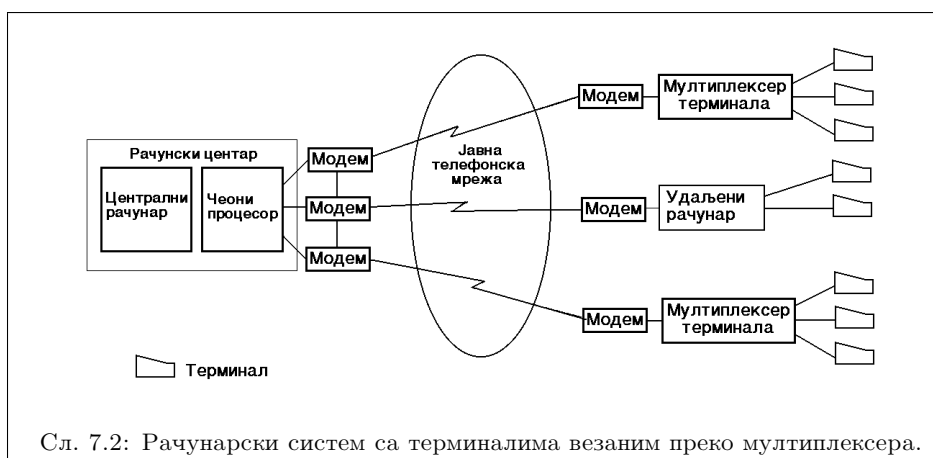 Модем
Мултиплексер
терминала
Јавна
телефонска
мрежа
Рачунски центар
Централни
рачунар
Чеони
процесор
Модем
Модем
Модем
Модем
Удаљени
рачунар
Модем
Мултиплексер
терминала
Терминал
Сл. 7.2: Рачунарски систем са терминалима везаним преко мултиплексера.